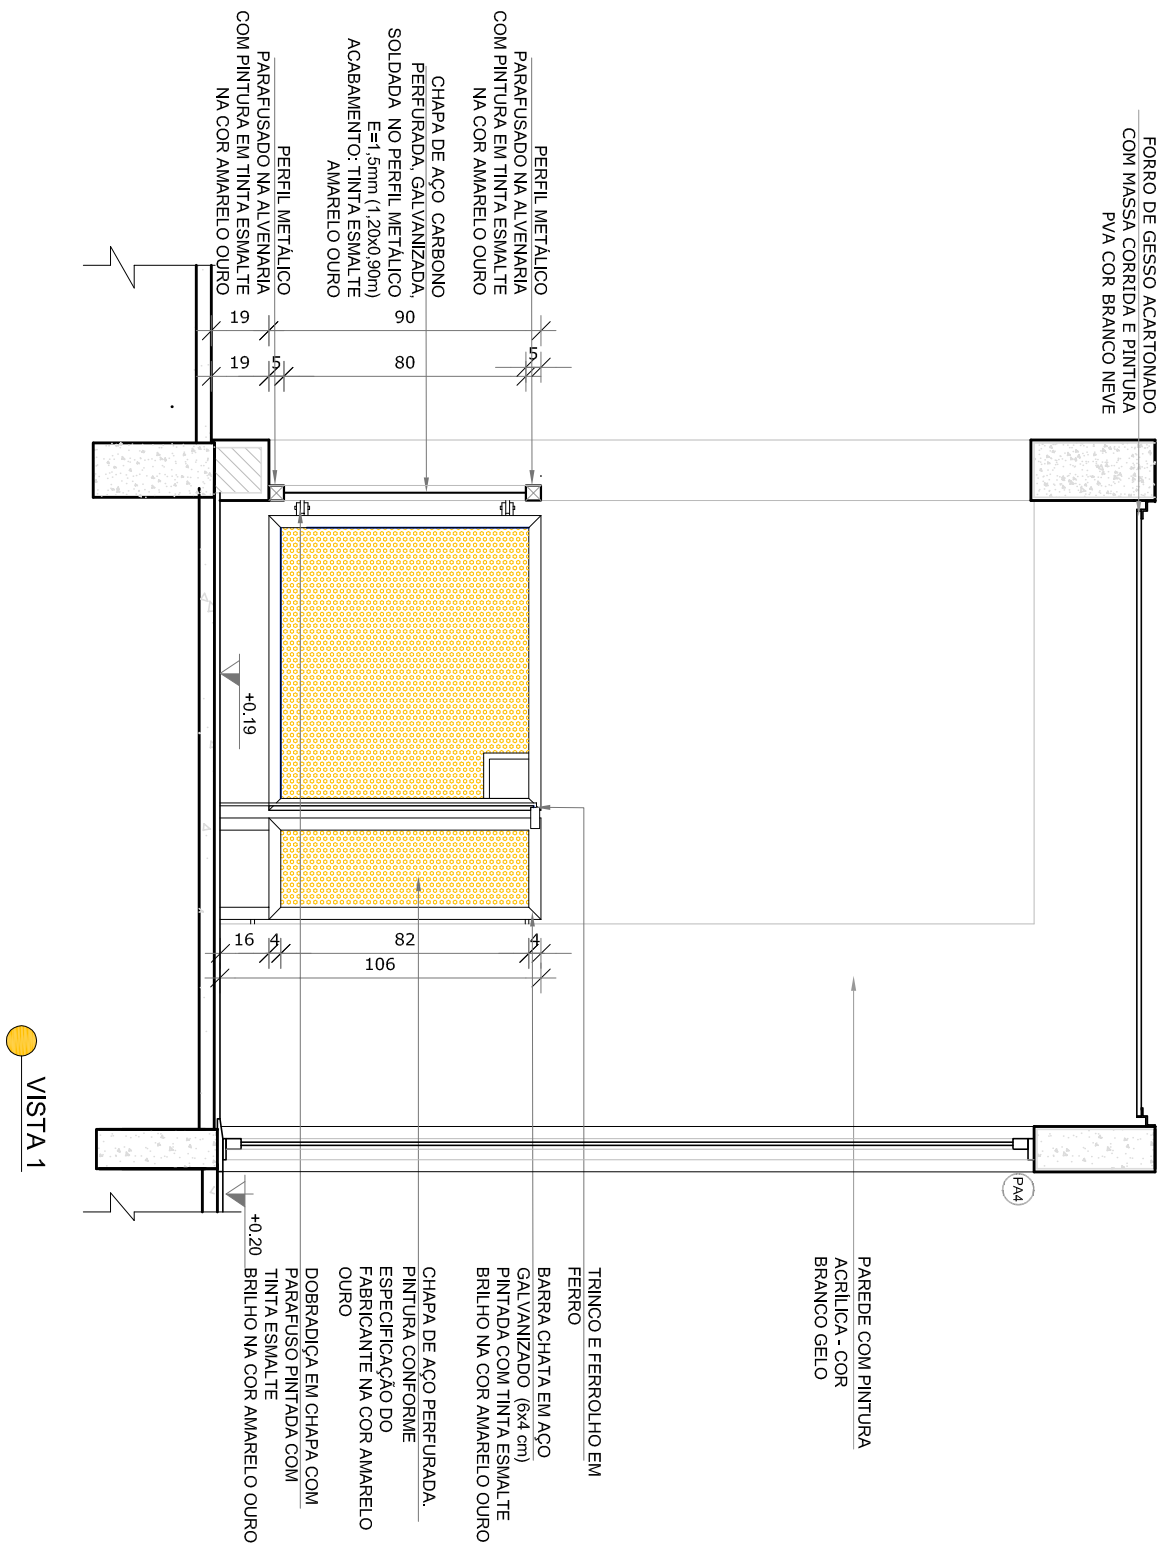 FORRO DE GESSO ACARTONADO
COM MASSA CORRIDA E PINTURA
PVA COR BRANCO NEVE
PERFIL METÁLICO
PARAFUSADO NA ALVENARIA
COM PINTURA EM TINTA ESMALTE
NA COR AMARELO OURO
CHAPA DE AÇO CARBONO
PERFURADA, GALVANIZADA,
SOLDADA NO PERFIL METÁLICO
E=1,5mm (1,20x0,90m)
ACABAMENTO: TINTA ESMALTE
AMARELO OURO
PERFIL METÁLICO
PARAFUSADO NA ALVENARIA
COM PINTURA EM TINTA ESMALTE
NA COR AMARELO OURO
19
90
19
5
80
5
+0.19
16
4
82
4
106
PA4
+0.20
PAREDE COM PINTURA
ACRÍLICA - COR
BRANCO GELO
TRINCO E FERROLHO EM
FERRO
BARRA CHATA EM AÇO
GALVANIZADO (6x4 cm)
PINTADA COM TINTA ESMALTE
BRILHO NA COR AMARELO OURO
CHAPA DE AÇO PERFURADA.
PINTURA CONFORME
ESPECIFICAÇÃO DO
FABRICANTE NA COR AMARELO
OURO
DOBRADIÇA EM CHAPA COM
PARAFUSO PINTADA COM
TINTA ESMALTE
BRILHO NA COR AMARELO OURO
VISTA 1